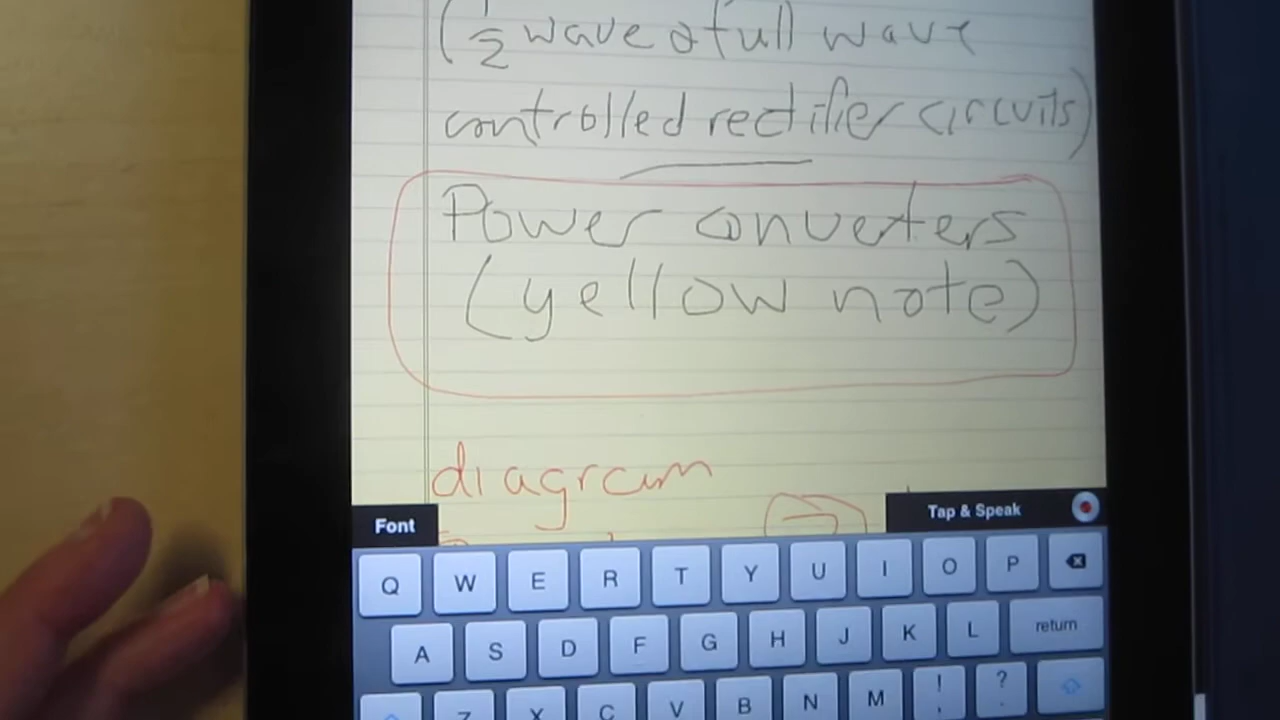 (1/2 wave & full wave
controlled rectifier circuits)
Power converters
(yellow note)
diagram
Font
Tap & Speak
Q W E R T Y U I O P
A S D F G H J K L return
Z X C V B N M ! , ? .